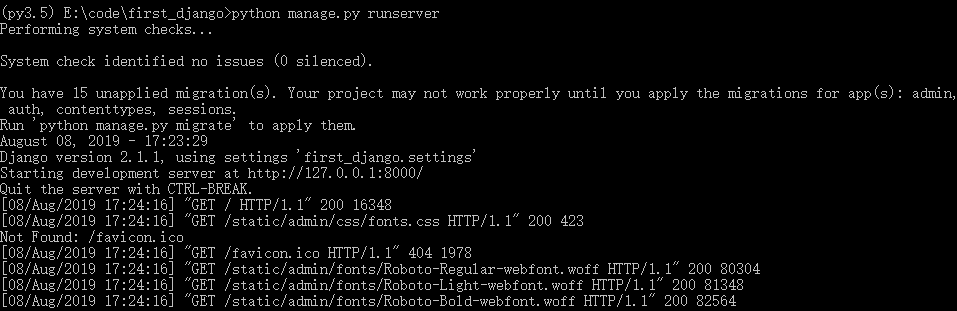 (py3.5) E:\code\first_django>python manage.py runserver
Performing system checks...
System check identified no issues (0 silenced).
You have 15 unapplied migration(s). Your project may not work properly until you apply the migrations for app(s): admin,
auth, contenttypes, sessions.
Run 'python manage.py migrate' to apply them.
August 08, 2019 - 17:23:29
Django version 2.1.1, using settings 'first_django.settings'
Starting development server at http://127.0.0.1:8000/
Quit the server with CTRL-BREAK.
[08/Aug/2019 17:24:16] "GET / HTTP/1.1" 200 16348
[08/Aug/2019 17:24:16] "GET /static/admin/css/fonts.css HTTP/1.1" 200 423
Not Found: /favicon.ico
[08/Aug/2019 17:24:16] "GET /favicon.ico HTTP/1.1" 404 1978
[08/Aug/2019 17:24:16] "GET /static/admin/fonts/Roboto-Regular-webfont.woff HTTP/1.1" 200 80304
[08/Aug/2019 17:24:16] "GET /static/admin/fonts/Roboto-Light-webfont.woff HTTP/1.1" 200 81348
[08/Aug/2019 17:24:16] "GET /static/admin/fonts/Roboto-Bold-webfont.woff HTTP/1.1" 200 82564